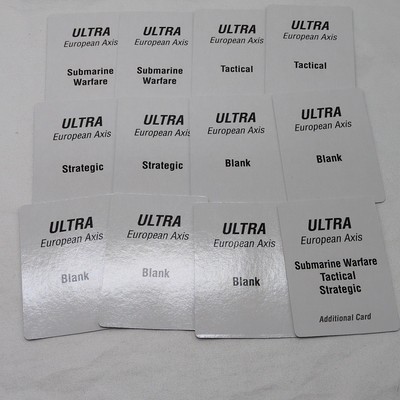 ULTRA
European Axis
Submarine
Warfare
ULTRA
European Axis
Submarine
Warfare
ULTRA
European Axis
Tactical
ULTRA
European Axis
Tactical
ULTRA
European Axis
Strategic
ULTRA
European Axis
Strategic
ULTRA
European Axis
Blank
ULTRA
European Axis
Blank
ULTRA
European Axis
Blank
ULTRA
European Axis
Blank
ULTRA
European Axis
Blank
ULTRA
European Axis
Submarine Warfare
Tactical
Strategic
Additional Card